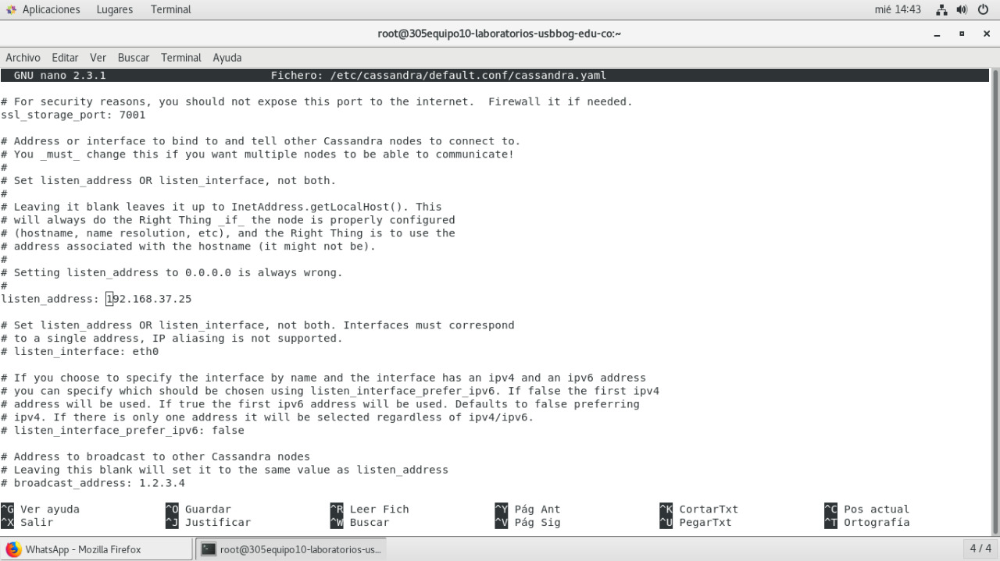 Aplicaciones Lugares Terminal mié 14:43
root@305equipo10-laboratorios-usbbog-edu-co:~
Archivo Editar Ver Buscar Terminal Ayuda
GNU nano 2.3.1 Fichero: /etc/cassandra/default.conf/cassandra.yaml
# For security reasons, you should not expose this port to the internet.  Firewall it if needed.
ssl_storage_port: 7001
# Address or interface to bind to and tell other Cassandra nodes to connect to.
# You _must_ change this if you want multiple nodes to be able to communicate!
#
# Set listen_address OR listen_interface, not both.
#
# Leaving it blank leaves it up to InetAddress.getLocalHost(). This
# will always do the Right Thing _if_ the node is properly configured
# (hostname, name resolution, etc), and the Right Thing is to use the
# address associated with the hostname (it might not be).
#
# Setting listen_address to 0.0.0.0 is always wrong.
#
listen_address: 192.168.37.25
# Set listen_address OR listen_interface, not both. Interfaces must correspond
# to a single address, IP aliasing is not supported.
# listen_interface: eth0
# If you choose to specify the interface by name and the interface has an ipv4 and an ipv6 address
# you can specify which should be chosen using listen_interface_prefer_ipv6. If false the first ipv4
# address will be used. If true the first ipv6 address will be used. Defaults to false preferring
# ipv4. If there is only one address it will be selected regardless of ipv4/ipv6.
# listen_interface_prefer_ipv6: false
# Address to broadcast to other Cassandra nodes
# Leaving this blank will set it to the same value as listen_address
# broadcast_address: 1.2.3.4
^G Ver ayuda ^O Guardar ^R Leer Fich ^Y Pág Ant ^K CortarTxt ^C Pos actual
^X Salir ^J Justificar ^W Buscar ^V Pág Sig ^U PegarTxt ^T Ortografía
WhatsApp - Mozilla Firefox root@305equipo10-laboratorios-us... 4 / 4